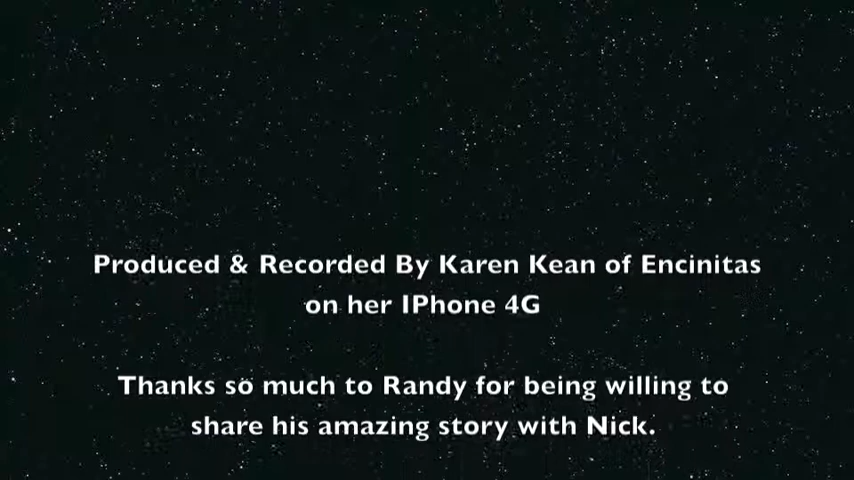 Produced & Recorded By Karen Kean of Encinitas
on her IPhone 4G
Thanks so much to Randy for being willing to
share his amazing story with Nick.